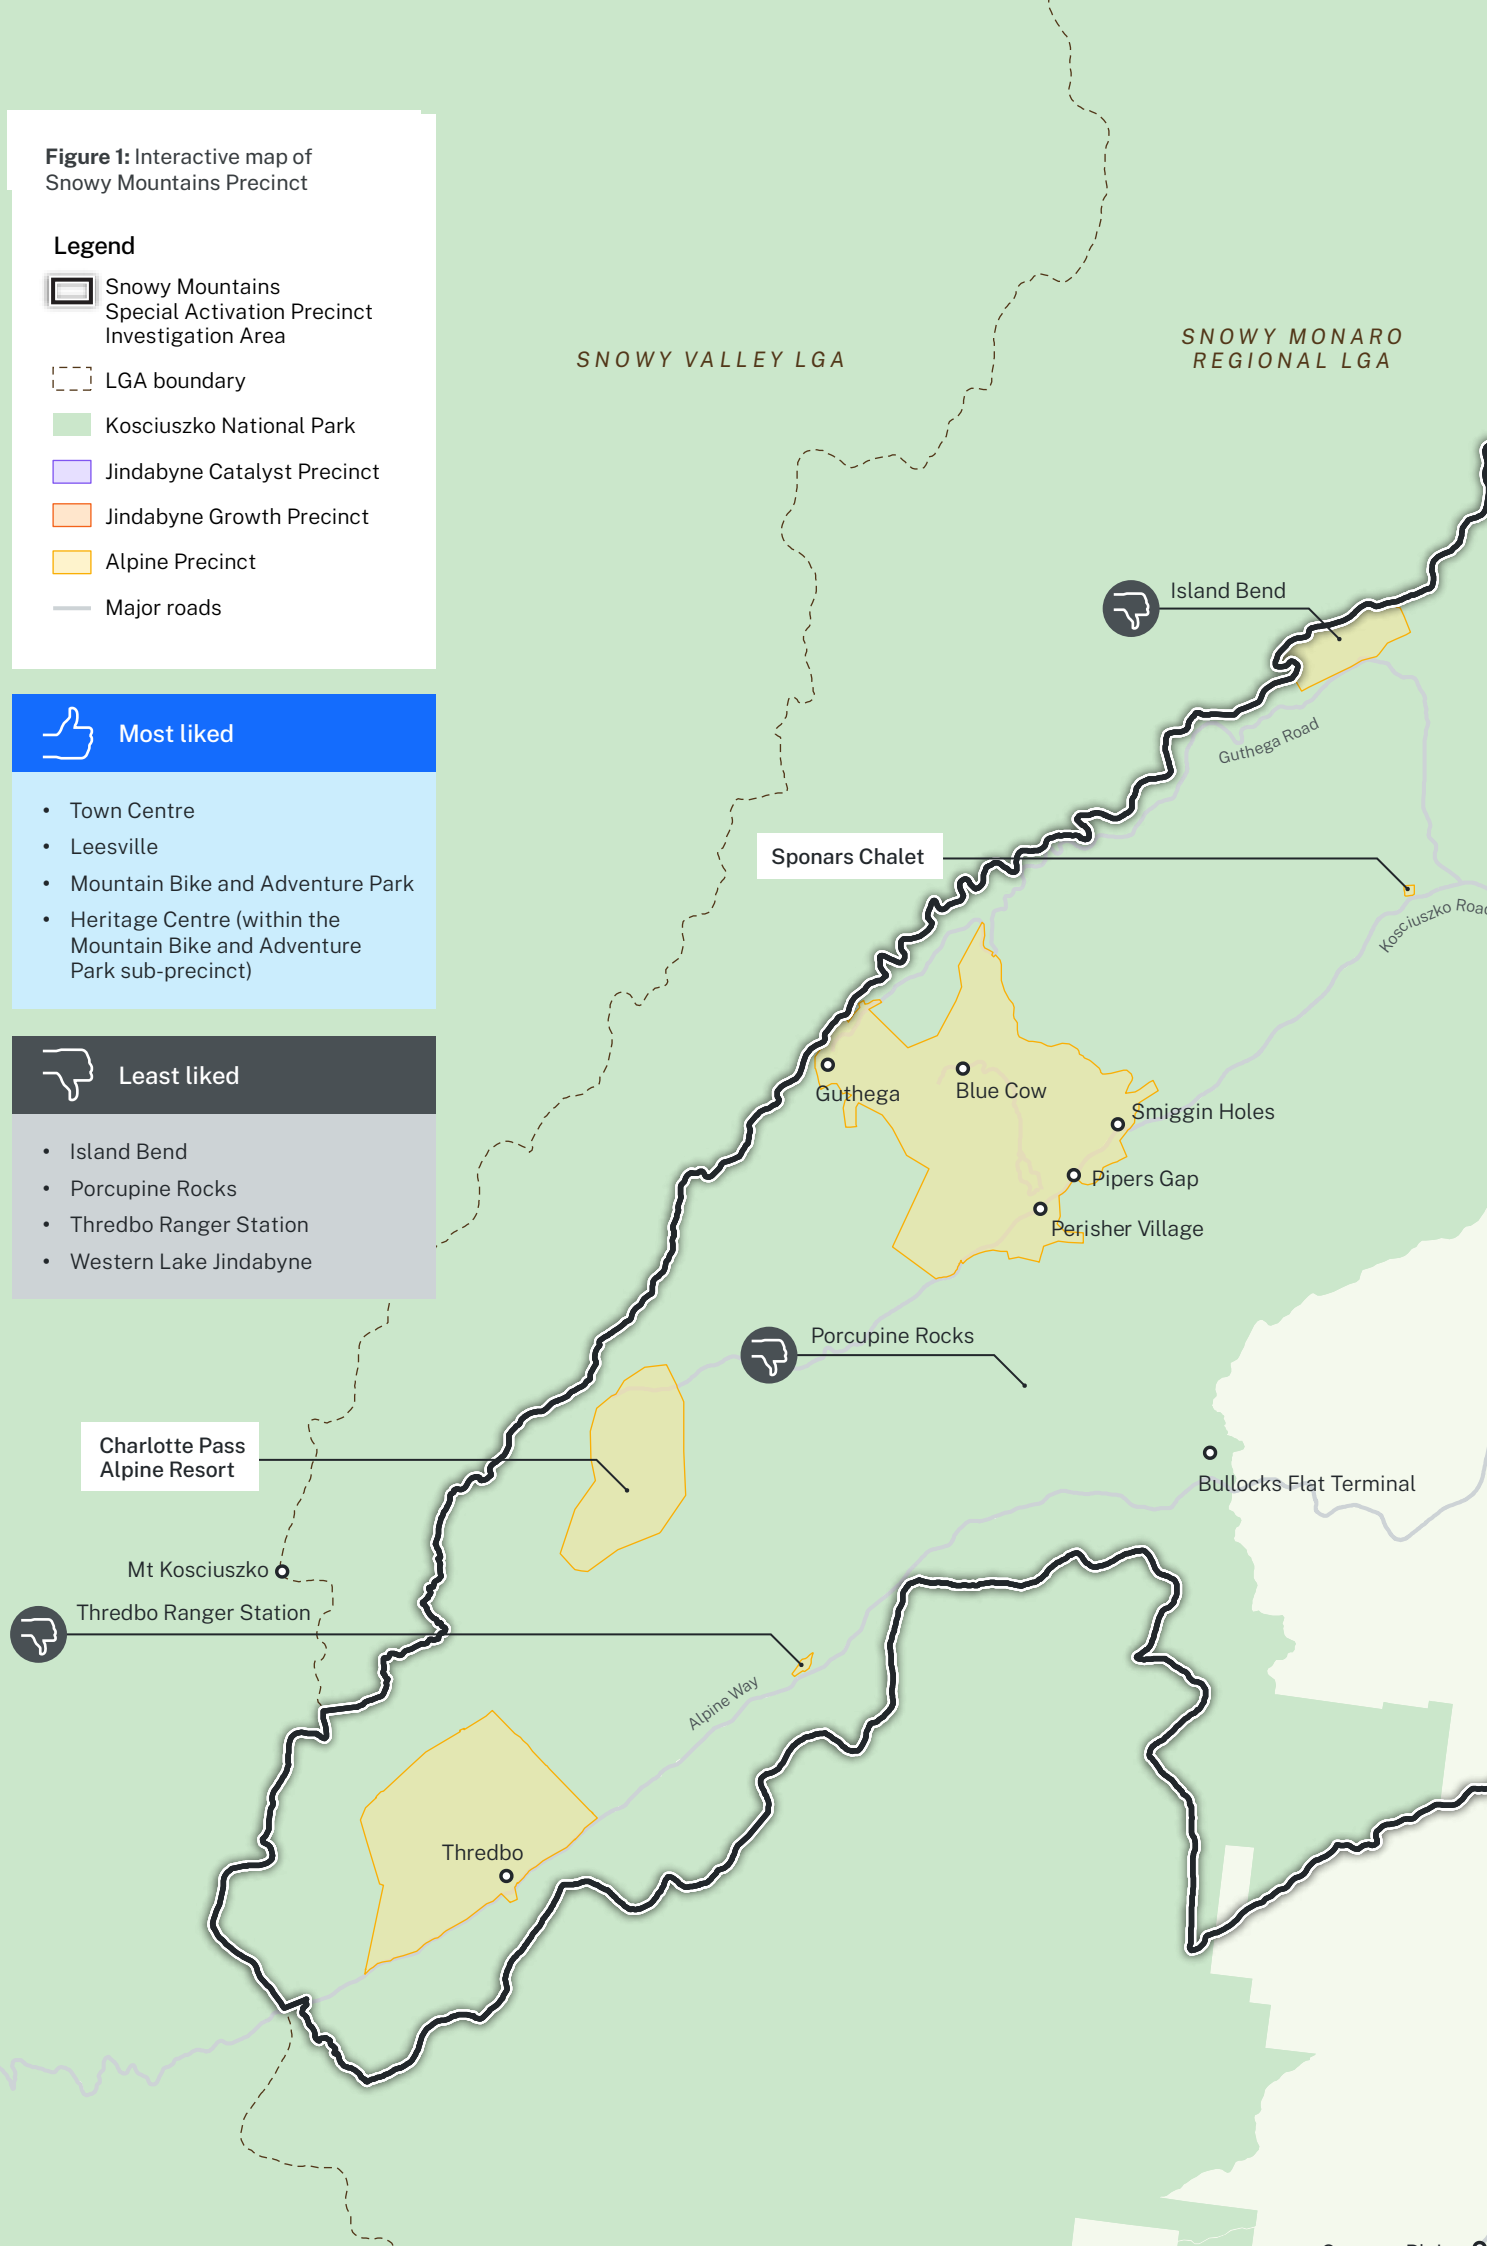 Figure 1: Interactive map of
Snowy Mountains Precinct
Legend
Snowy Mountains
Special Activation Precinct
Investigation Area
LGA boundary
Kosciuszko National Park
Jindabyne Catalyst Precinct
Jindabyne Growth Precinct
Alpine Precinct
Major roads
Most liked
• Town Centre
• Leesville
• Mountain Bike and Adventure Park
• Heritage Centre (within the
Mountain Bike and Adventure
Park sub-precinct)
Least liked
• Island Bend
• Porcupine Rocks
• Thredbo Ranger Station
• Western Lake Jindabyne
SNOWY VALLEY LGA
SNOWY MONARO
REGIONAL LGA
Island Bend
Guthega Road
Sponars Chalet
Kosciuszko Road
Guthega
Blue Cow
Smiggin Holes
Pipers Gap
Perisher Village
Porcupine Rocks
Charlotte Pass
Alpine Resort
Bullocks Flat Terminal
Mt Kosciuszko
Thredbo Ranger Station
Alpine Way
Thredbo